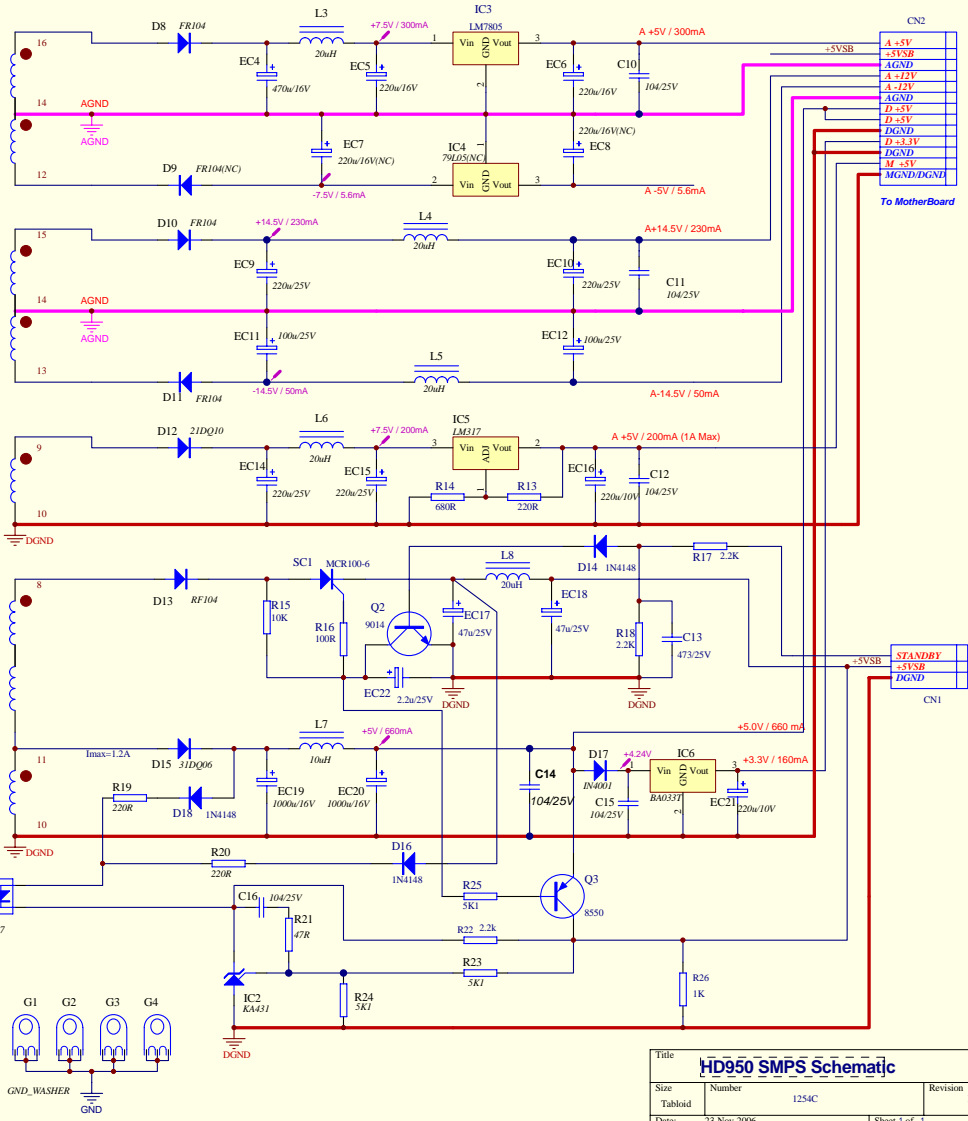 IC3
CN2
D8 FR104
L3
+7.5V / 300mA
LM7805
16
1 Vin GND Vout 3
A +5V / 300mA
+5VSB
A +5V
+5VSB
AGND
A +12V
A -12V
AGND
D +5V
D +5V
DGND
D +3.3V
DGND
M +5V
MGND/DGND
To MotherBoard
20uH
EC4
470u/16V
EC5
220u/16V
2
EC6
220u/16V
C10
104/25V
14
AGND
AGND
EC7
220u/16V(NC)
1
IC4
79L05(NC)
220u/16V(NC)
EC8
12
D9 FR104(NC)
-7.5V / 5.6mA
2 Vin GND Vout 3
A -5V / 5.6mA
15
D10
FR104
+14.5V / 230mA
L4
20uH
A+14.5V / 230mA
EC9
220u/25V
EC10
220u/25V
C11
104/25V
14
AGND
AGND
EC11
100u/25V
EC12
100u/25V
13
D11 FR104
-14.5V / 50mA
L5
20uH
A-14.5V / 50mA
9
D12 21DQ10
L6
20uH
+7.5V / 200mA
IC5
LM317
3 Vin ADJ Vout 2
A +5V / 200mA (1A Max)
EC14
220u/25V
EC15
220u/25V
1
R14
680R
R13
220R
EC16
220u/10V
C12
104/25V
10
DGND
8
D13 RF104
SC1 MCR100-6
L8
20uH
D14 1N4148
R17 2.2K
R15
10K
R16
100R
Q2
9014
EC17
47u/25V
EC18
47u/25V
R18
2.2K
C13
473/25V
EC22
2.2u/25V
DGND
DGND
+5VSB
STANDBY
+5VSB
DGND
CN1
11
Imax=1.2A
D15 31DQ06
L7
10uH
+5V / 660mA
+5.0V / 660 mA
D17
IN4001
+4.24V
IC6
1 Vin GND Vout 3
+3.3V / 160mA
BA033T
2
R19
220R
D18 1N4148
EC19
1000u/16V
EC20
1000u/16V
C14
104/25V
C15
104/25V
EC21
220u/10V
10
DGND
R20
220R
D16
1N4148
R25
5K1
Q3
8550
7
C16 104/25V
R21
47R
R22 2.2k
R23
5K1
R24
5K1
R26
1K
IC2
KA431
DGND
G1 G2 G3 G4
GND_WASHER
GND
Title
HD950 SMPS Schematic
Size Number Revision
Tabloid 1254C
Date: 23-Nov-2006 Sheet 1 of 1